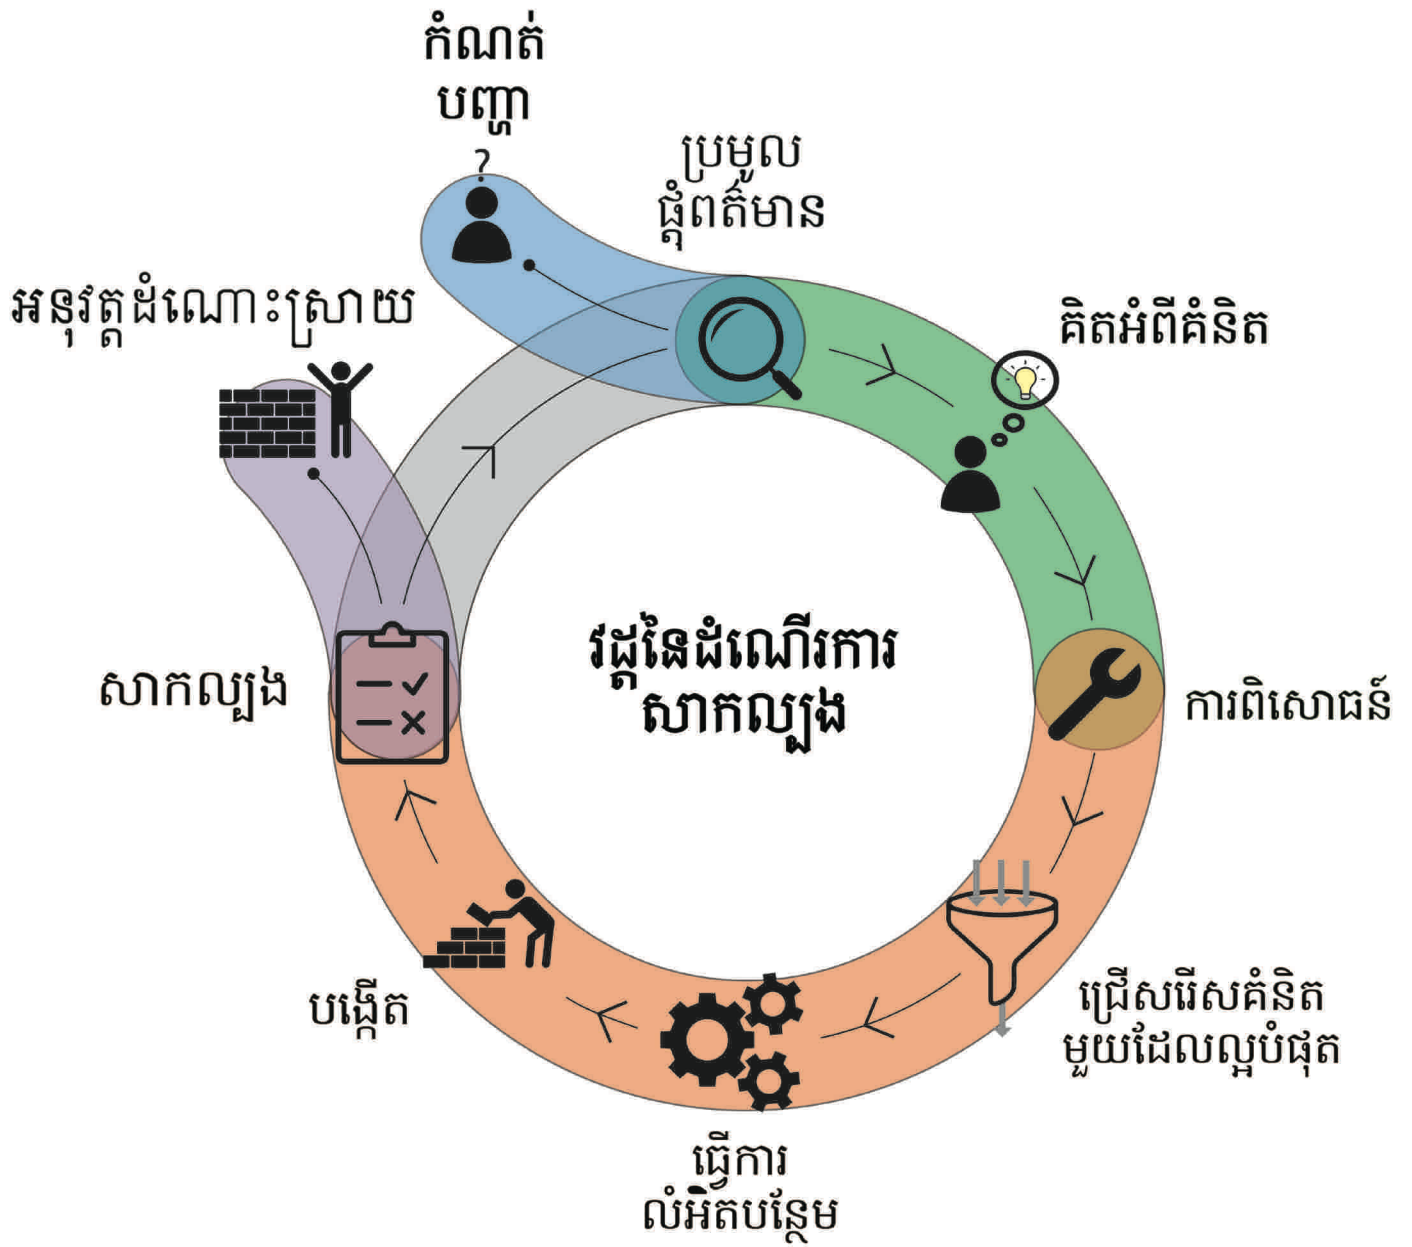 កំណត់
បញ្ហា
?
ប្រមូល
ផ្ដុំពត៌មាន
គិតអំពីគំនិត
ការពិសោធន៍
ជ្រើសរើសគំនិត
មួយដែលល្អបំផុត
ធ្វើការ
លំអិតបន្ថែម
បង្កើត
សាកល្បង
អនុវត្តដំណោះស្រាយ
វដ្តនៃដំណើរការ
សាកល្បង